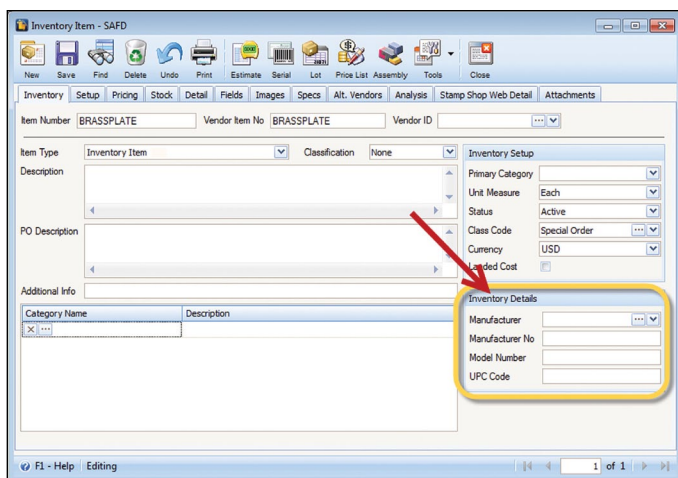 Inventory Item - SAFD
New Save Find Delete Undo Print Estimate Serial Lot Price List Assembly Tools Close
Inventory Setup Pricing Stock Detail Fields Images Specs Alt. Vendors Analysis Stamp Shop Web Detail Attachments
Item Number BRASSPLATE Vendor Item No BRASSPLATE Vendor ID
Item Type Inventory Item Classification None
Description
PO Description
Additional Info
Category Name Description
Inventory Setup
Primary Category
Unit Measure Each
Status Active
Class Code Special Order
Currency USD
Landed Cost
Inventory Details
Manufacturer
Manufacturer No
Model Number
UPC Code
F1 - Help Editing 1 of 1